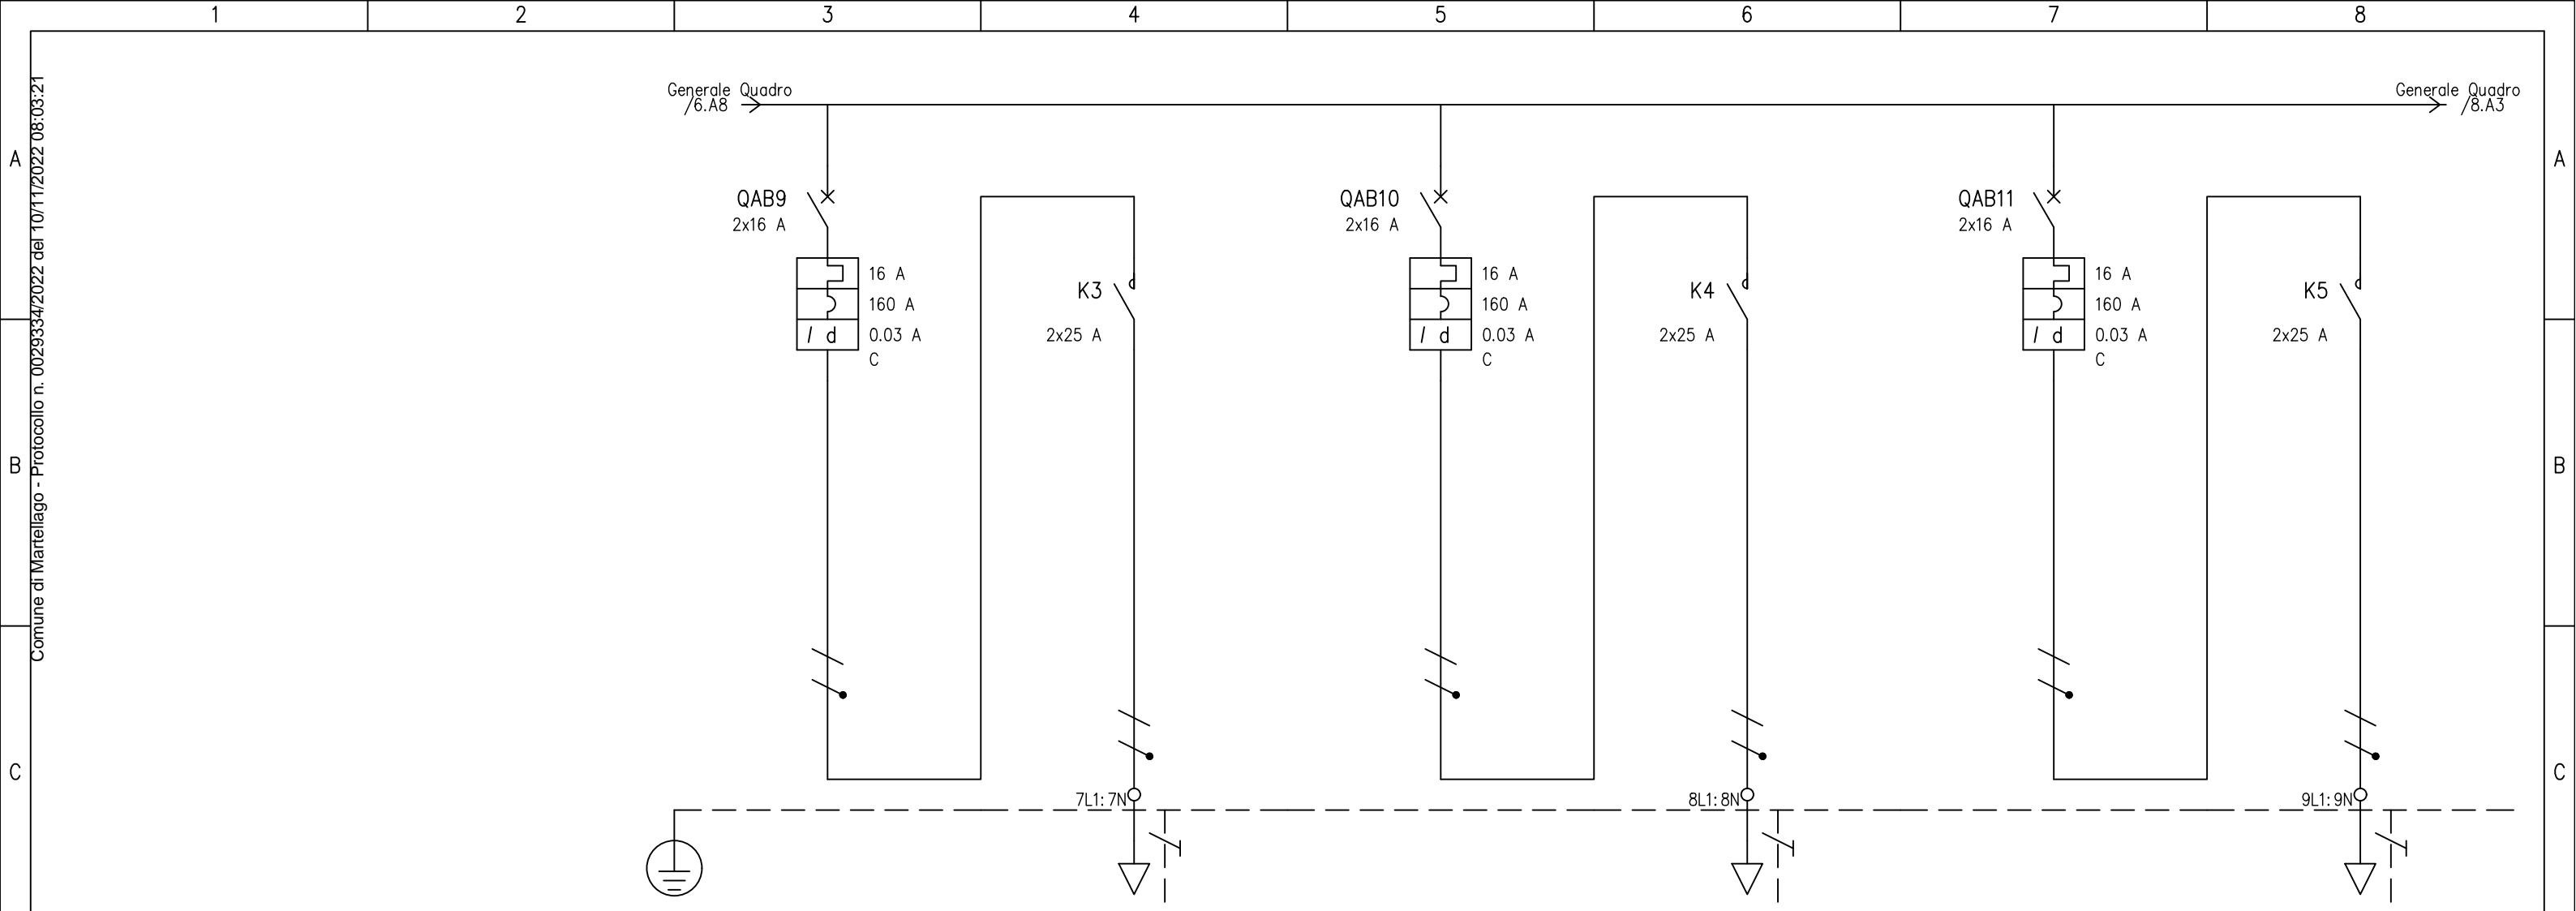 1 2 3 4 5 6 7 8
Comune di Martellago - Protocollo n. 0029334/2022 del 10/11/2022 08:03:21
Generale Quadro
/6.A8
Generale Quadro
/8.A3
A A
QAB9
2x16 A
16 A
160 A
I d 0.03 A
C
K3
2x25 A
QAB10
2x16 A
16 A
160 A
I d 0.03 A
C
K4
2x25 A
QAB11
2x16 A
16 A
160 A
I d 0.03 A
C
K5
2x25 A
B B
C C
7L1:7N
8L1:8N
9L1:9N